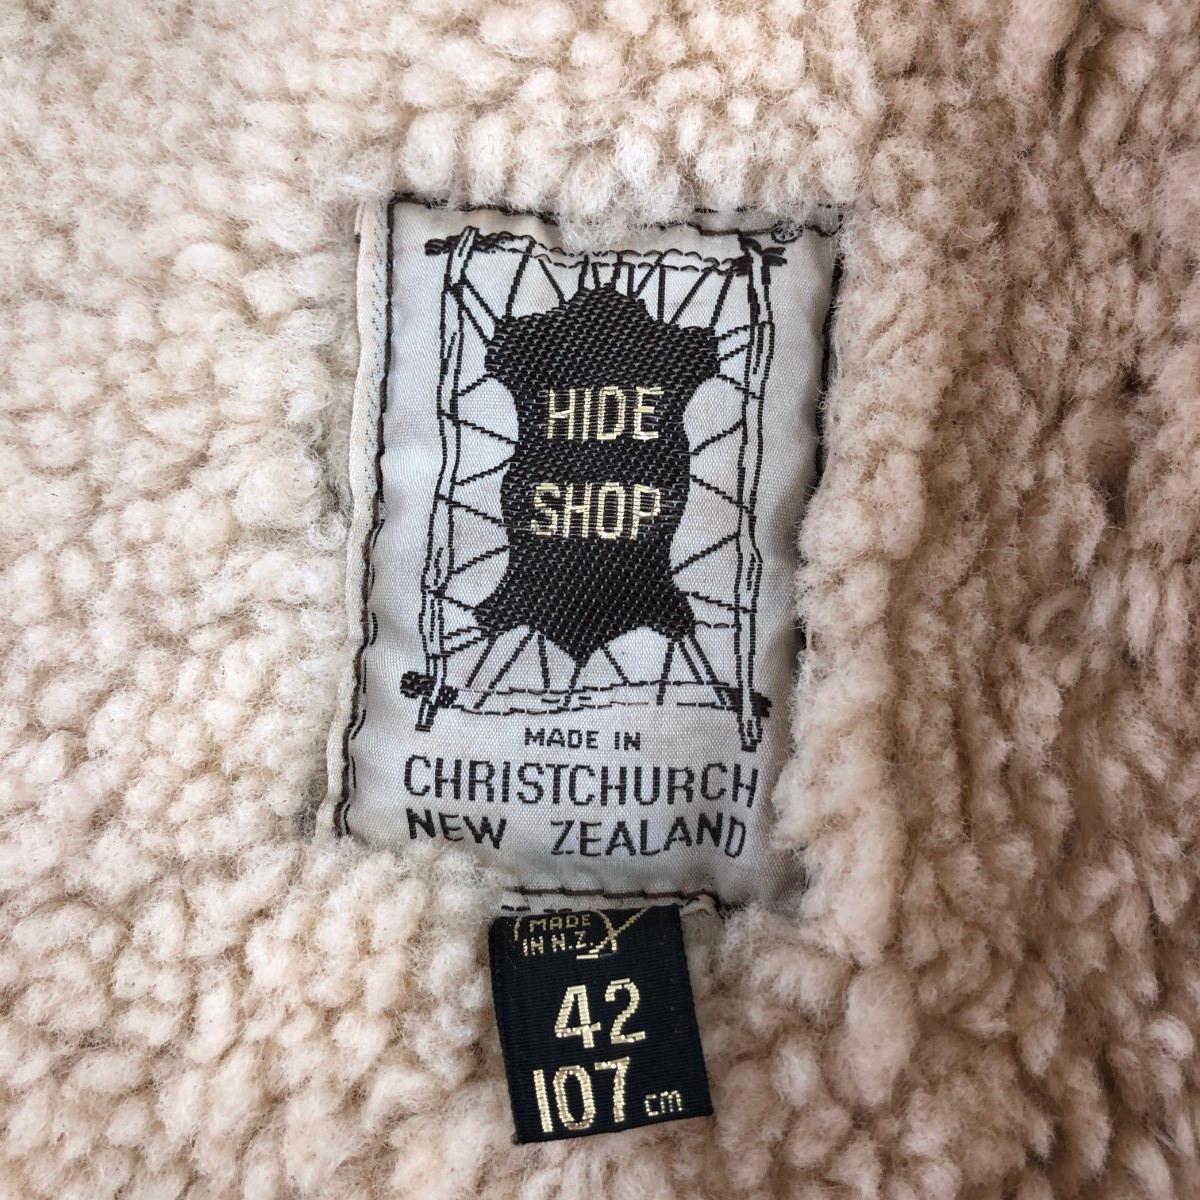 HIDE
SHOP
MADE IN
CHRISTCHURCH
NEW ZEALAND
MADE
IN N.Z.
42
107 cm